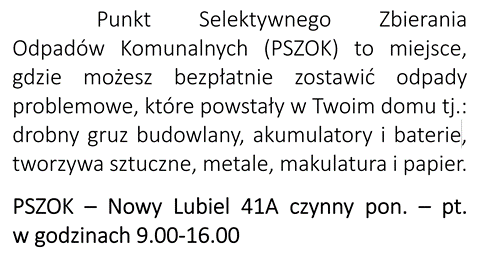 Punkt Selektywnego Zbierania
Odpadów Komunalnych (PSZOK) to miejsce,
gdzie możesz bezpłatnie zostawić odpady
problemowe, które powstały w Twoim domu tj.:
drobny gruz budowlany, akumulatory i baterie,
tworzywa sztuczne, metale, makulatura i papier.
PSZOK – Nowy Lubiel 41A czynny pon. – pt.
w godzinach 9.00-16.00